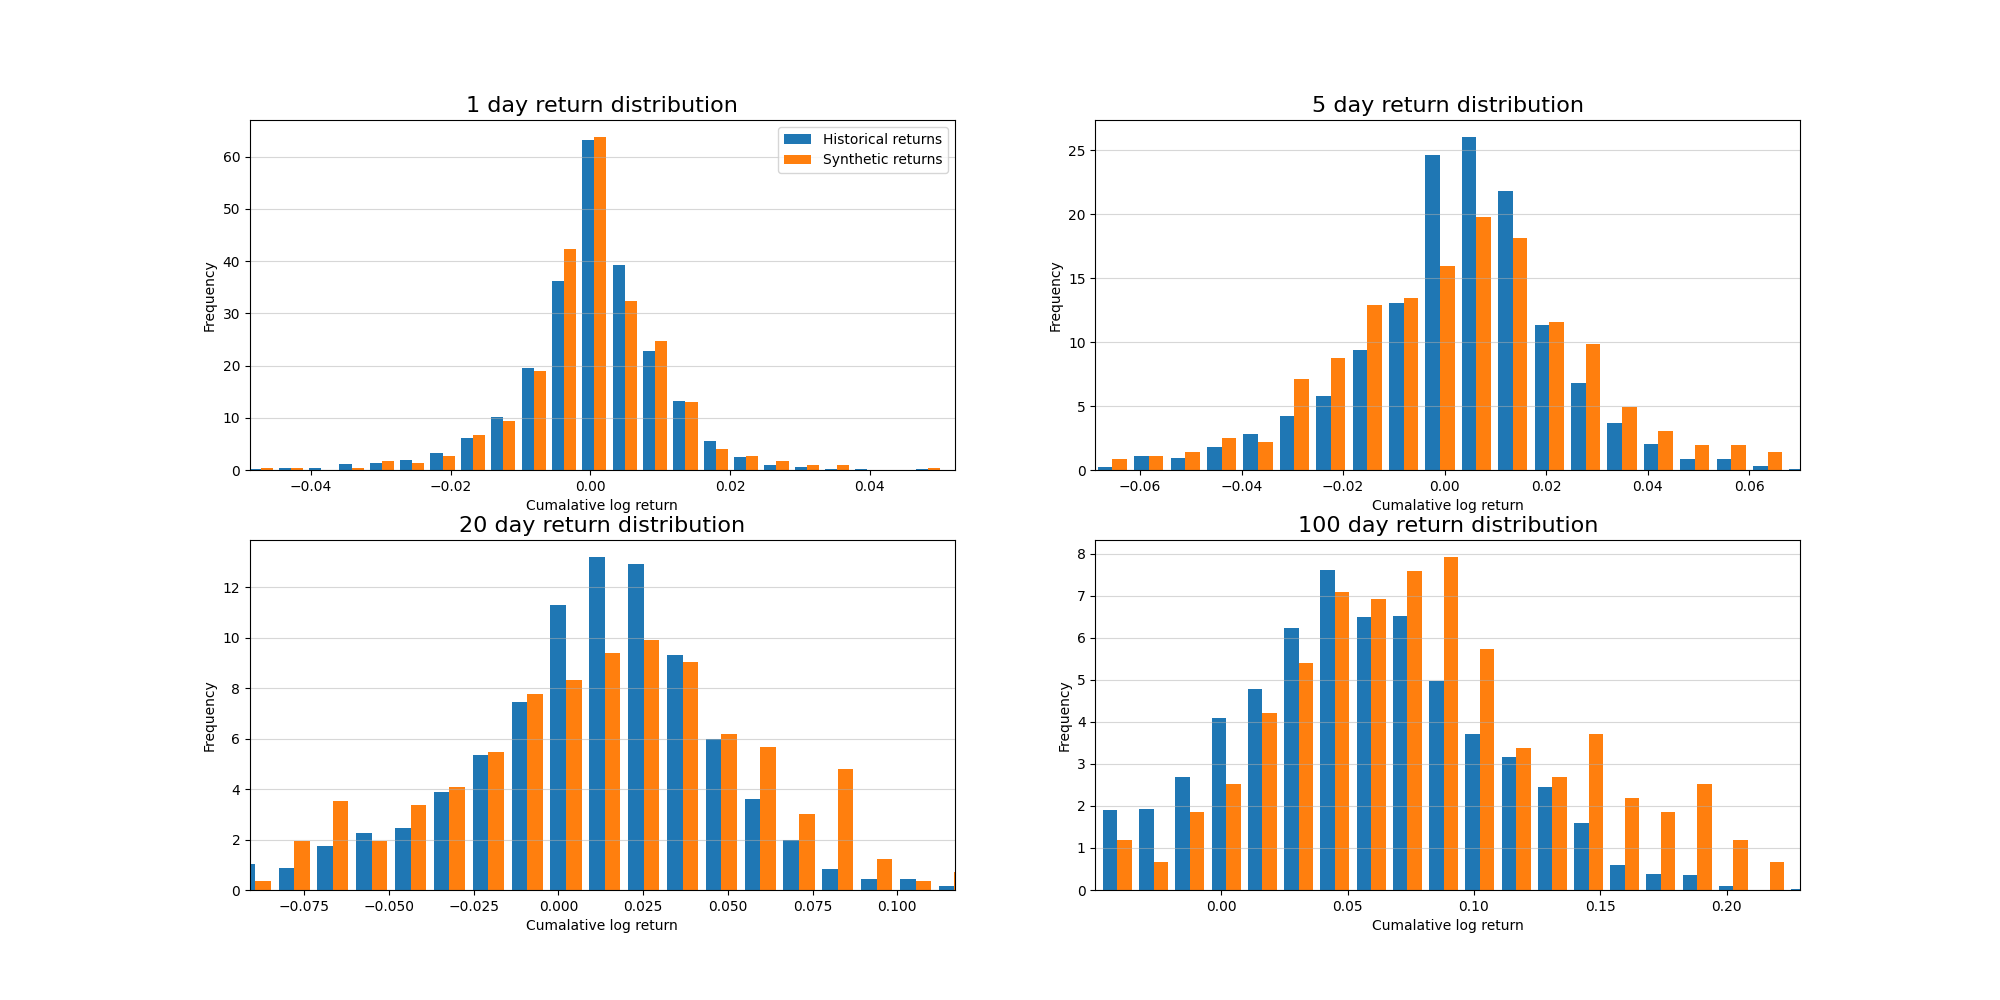 1 day return distribution
Historical returns
Synthetic returns
60
50
40
30
20
10
0
Frequency
−0.04 −0.02 0.00 0.02 0.04
Cumalative log return
5 day return distribution
25
20
15
10
5
0
Frequency
−0.06 −0.04 −0.02 0.00 0.02 0.04 0.06
Cumalative log return
20 day return distribution
12
10
8
6
4
2
0
Frequency
−0.075 −0.050 −0.025 0.000 0.025 0.050 0.075 0.100
Cumalative log return
100 day return distribution
8
7
6
5
4
3
2
1
0
Frequency
0.00 0.05 0.10 0.15 0.20
Cumalative log return